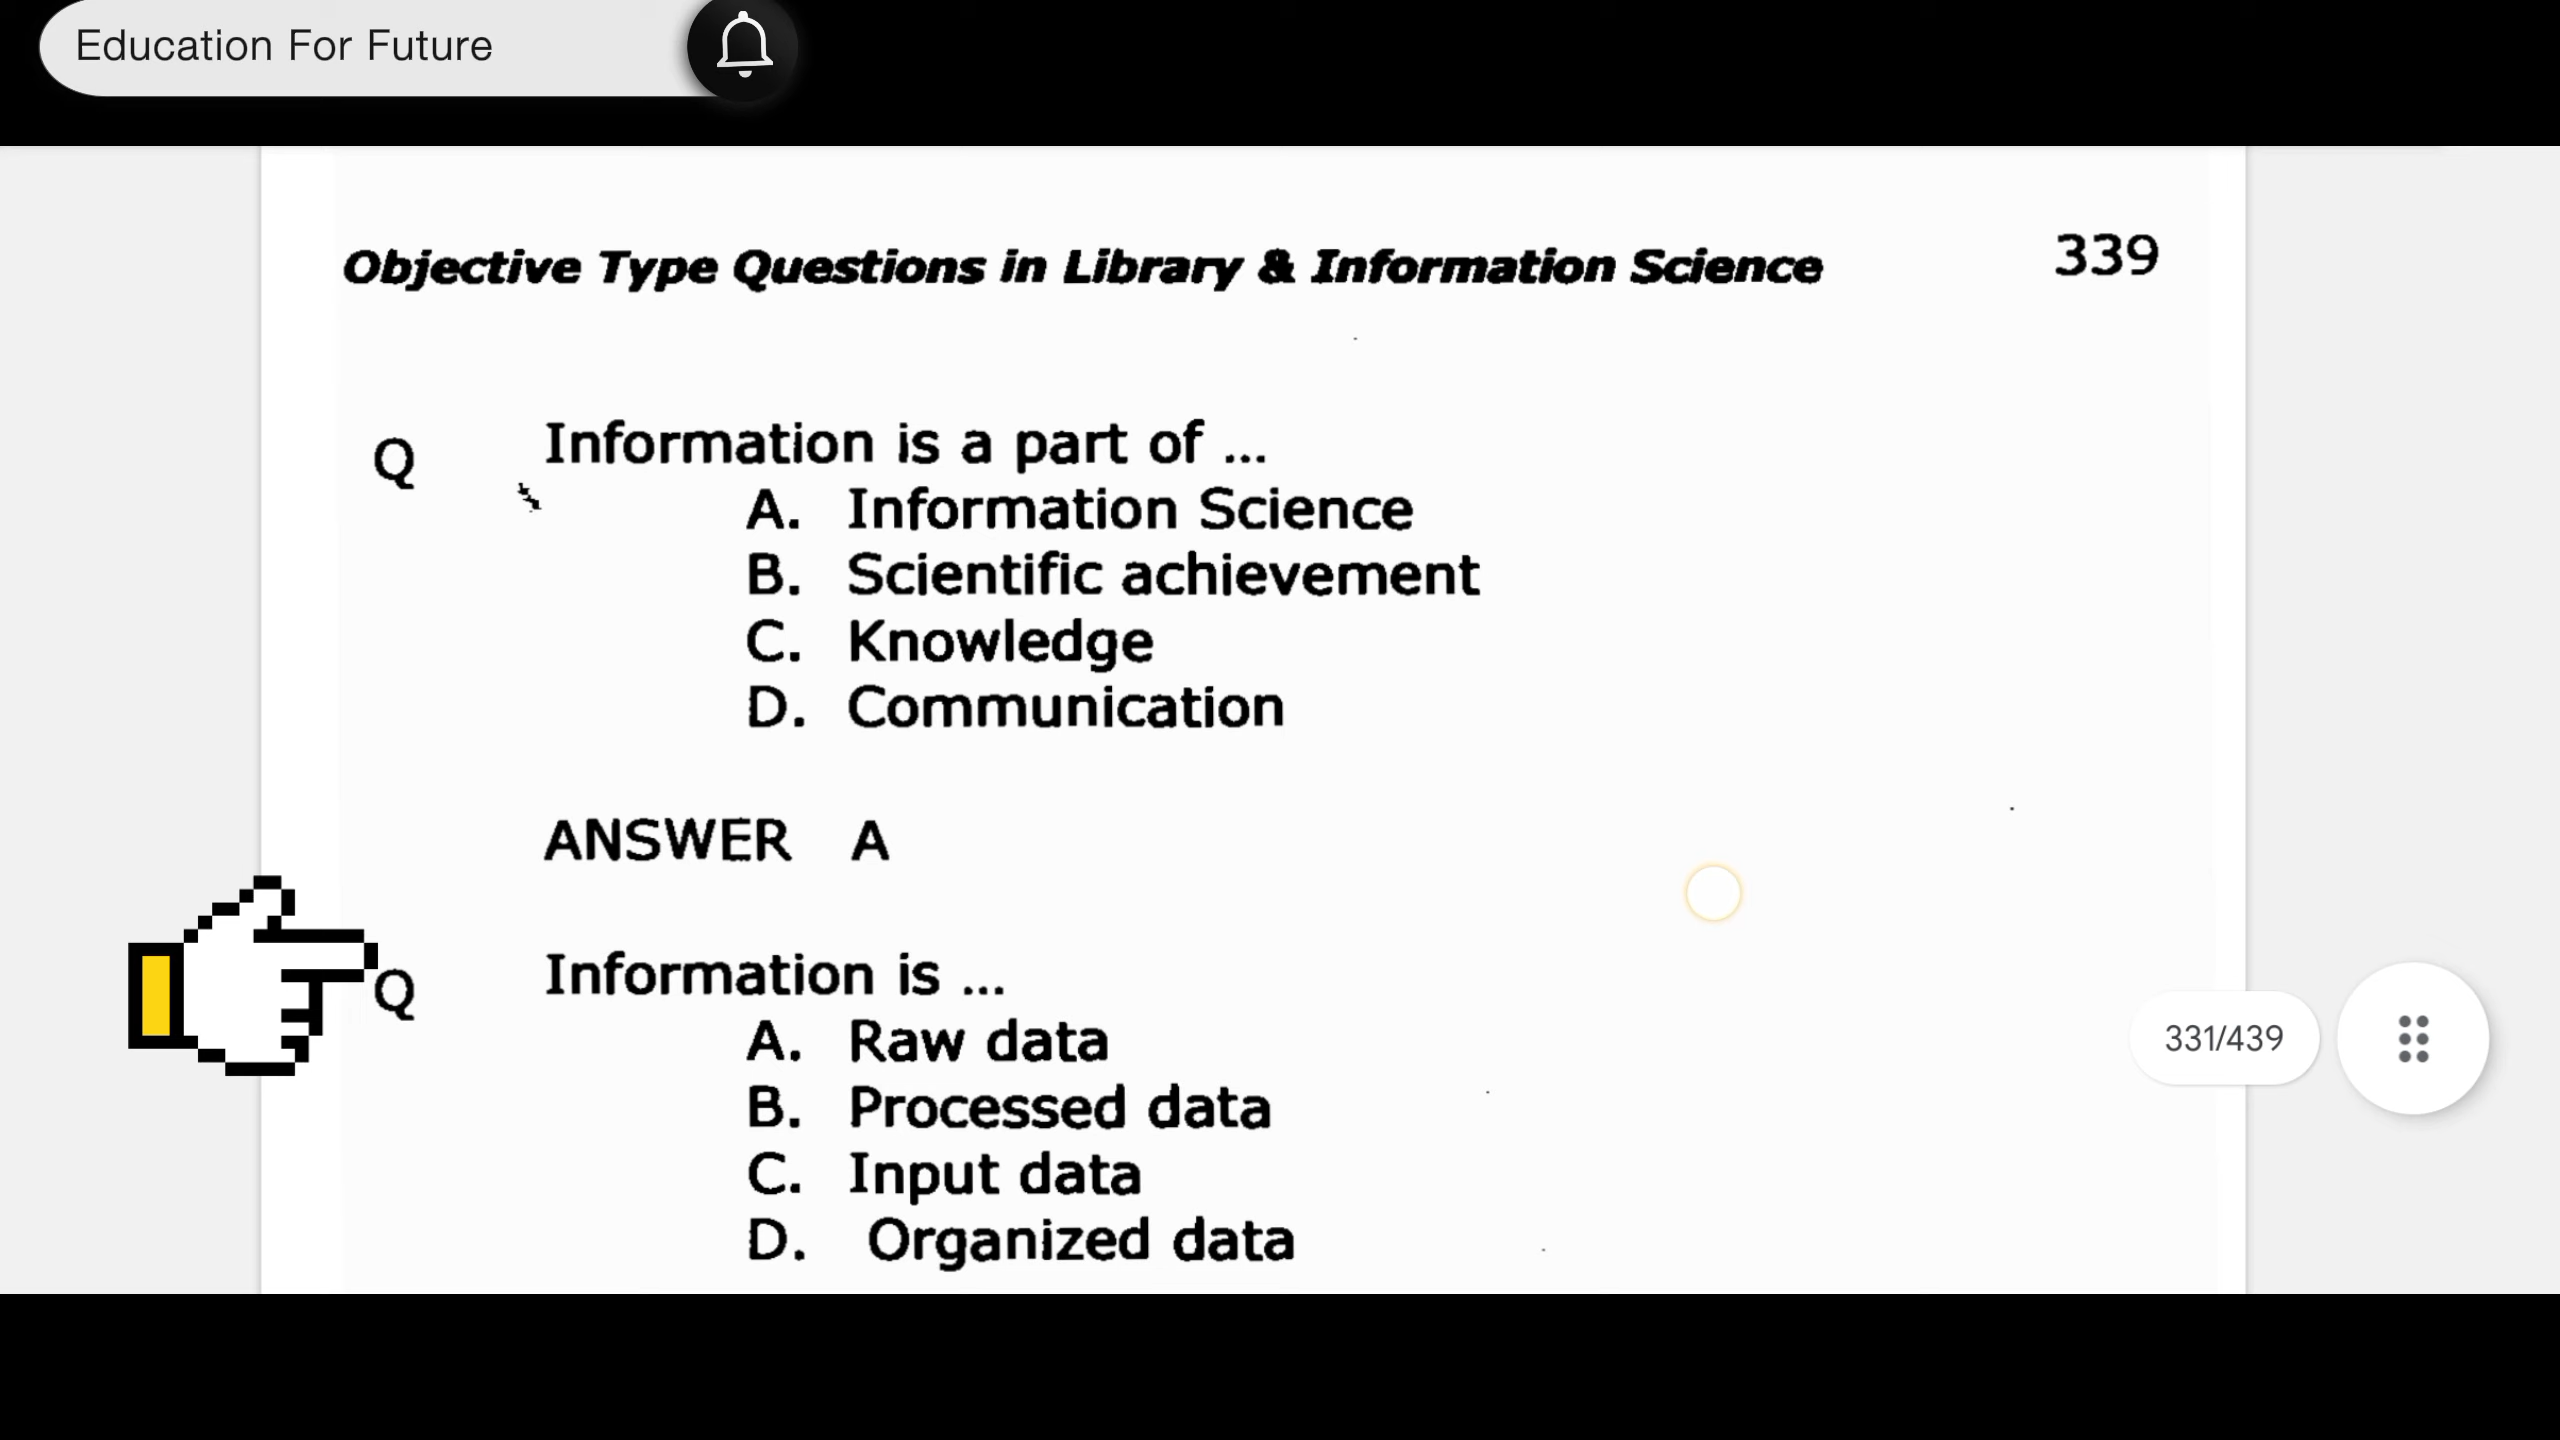 Education For Future
Objective Type Questions in Library & Information Science 339
Q Information is a part of ...
A. Information Science
B. Scientific achievement
C. Knowledge
D. Communication
ANSWER A
Q Information is ...
A. Raw data
B. Processed data
C. Input data
D. Organized data
331/439